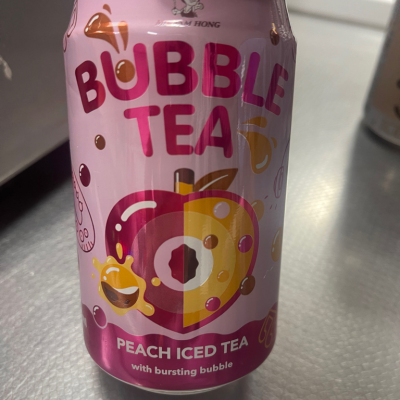 BUBBLE
TEA
PEACH ICED TEA
with bursting bubble